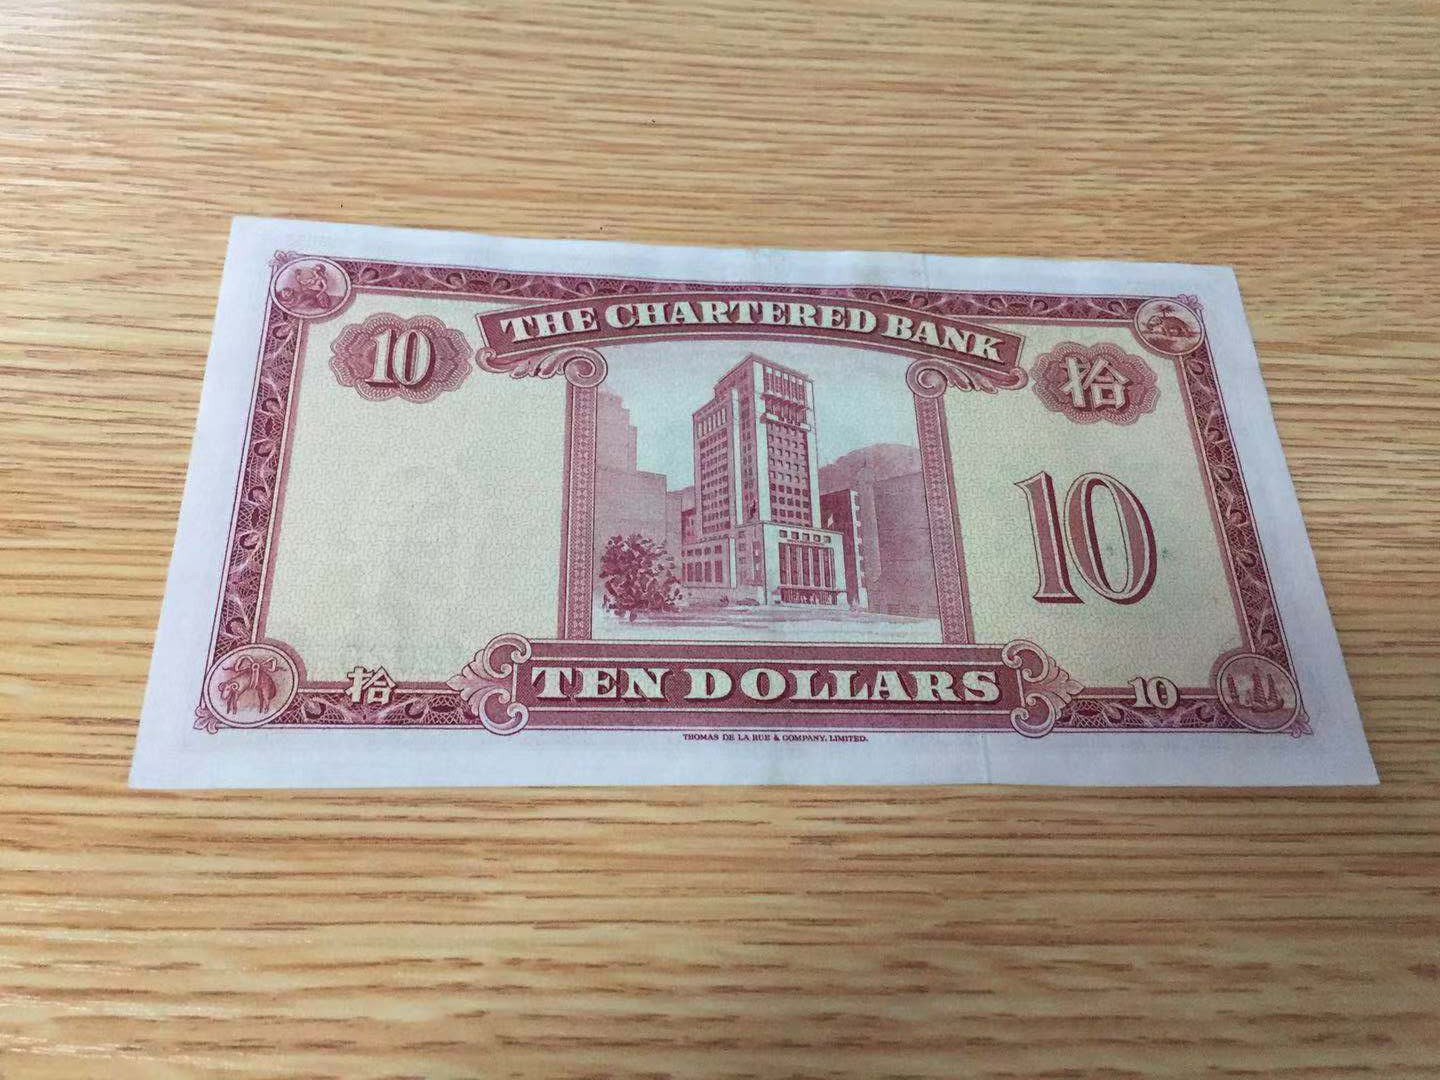 THE CHARTERED BANK
10
拾
10
拾
TEN DOLLARS
10
THOMAS DE LA RUE & COMPANY, LIMITED.